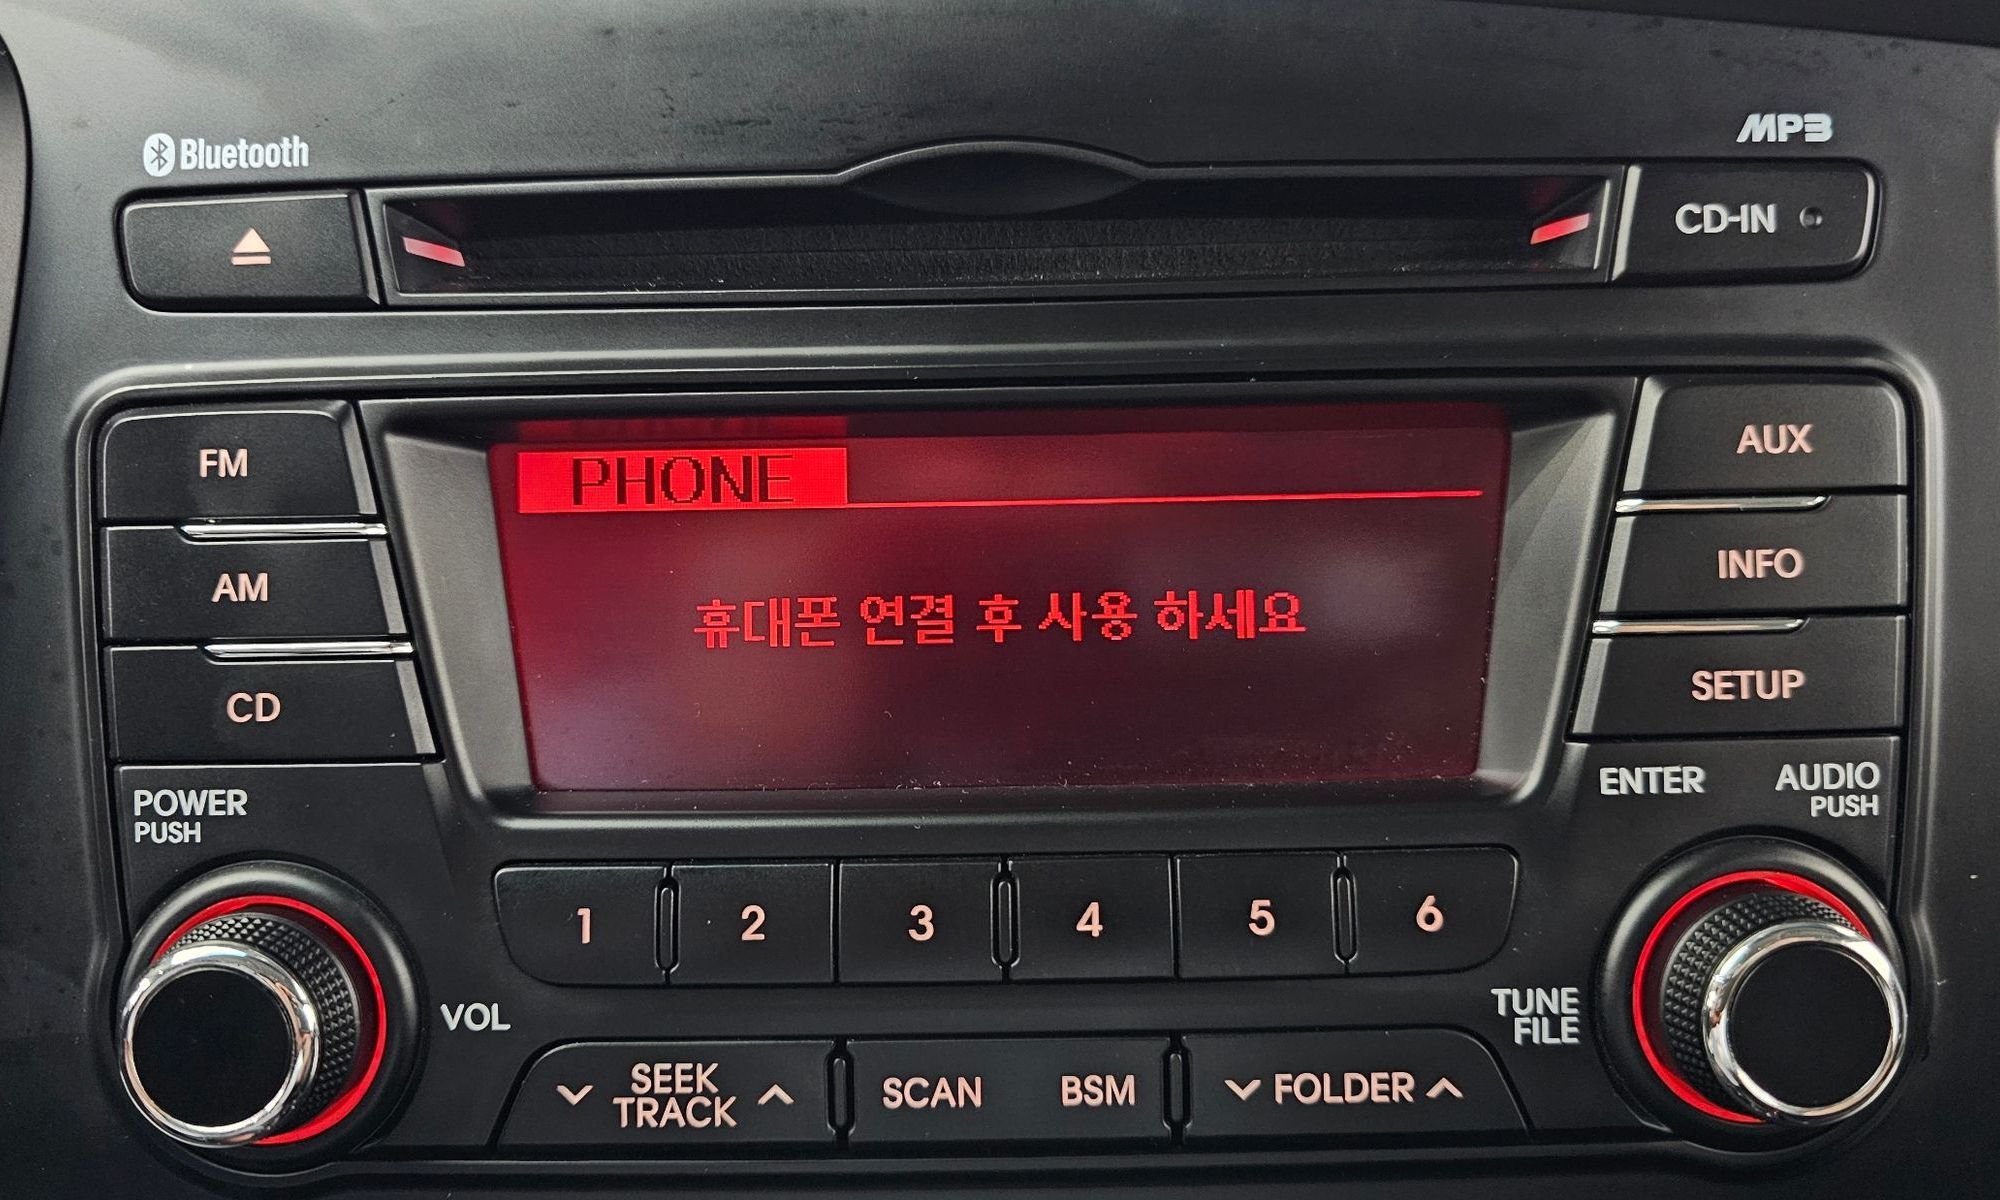 Bluetooth
MP3
CD-IN
FM
AM
CD
PHONE
휴대폰 연결 후 사용 하세요
AUX
INFO
SETUP
POWER
PUSH
ENTER
AUDIO
PUSH
1 2 3 4 5 6
VOL
TUNE
FILE
SEEK
TRACK
SCAN
BSM
FOLDER